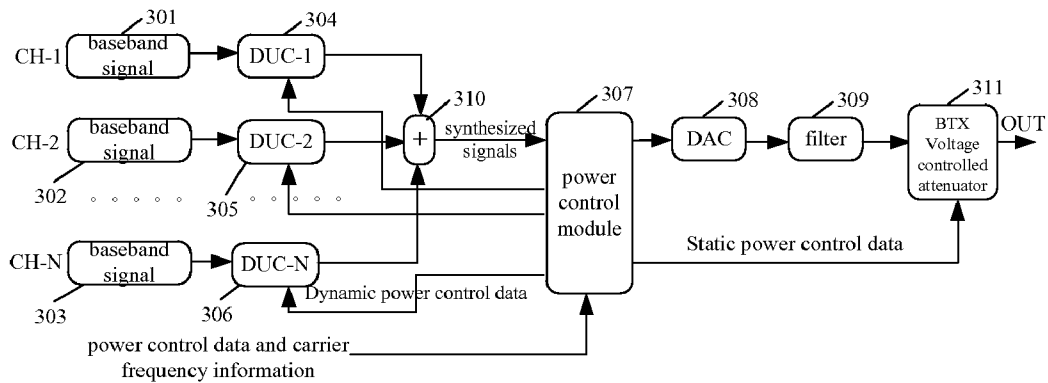 301
304
CH-1
baseband
signal
DUC-1
310
307
308
309
311
CH-2
baseband
signal
DUC-2
+
synthesized
signals
DAC
filter
BTX
Voltage
controlled
attenuator
OUT
302
305
power
control
module
CH-N
baseband
signal
DUC-N
Static power control data
303
306
Dynamic power control data
power control data and carrier
frequency information